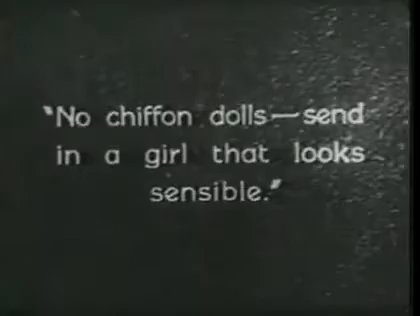 "No chiffon dolls—send
in a girl that looks
sensible."